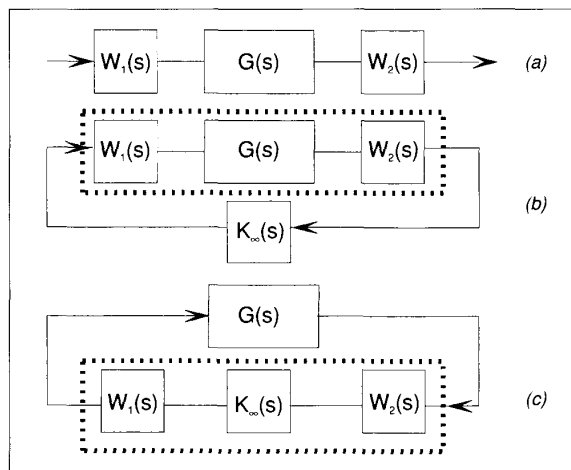 W₁(s) G(s) W₂(s) (a)
W₁(s) G(s) W₂(s)
K∞(s) (b)
G(s)
W₁(s) K∞(s) W₂(s) (c)